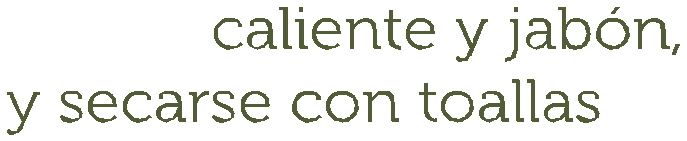 caliente y jabón,
y secarse con toallas